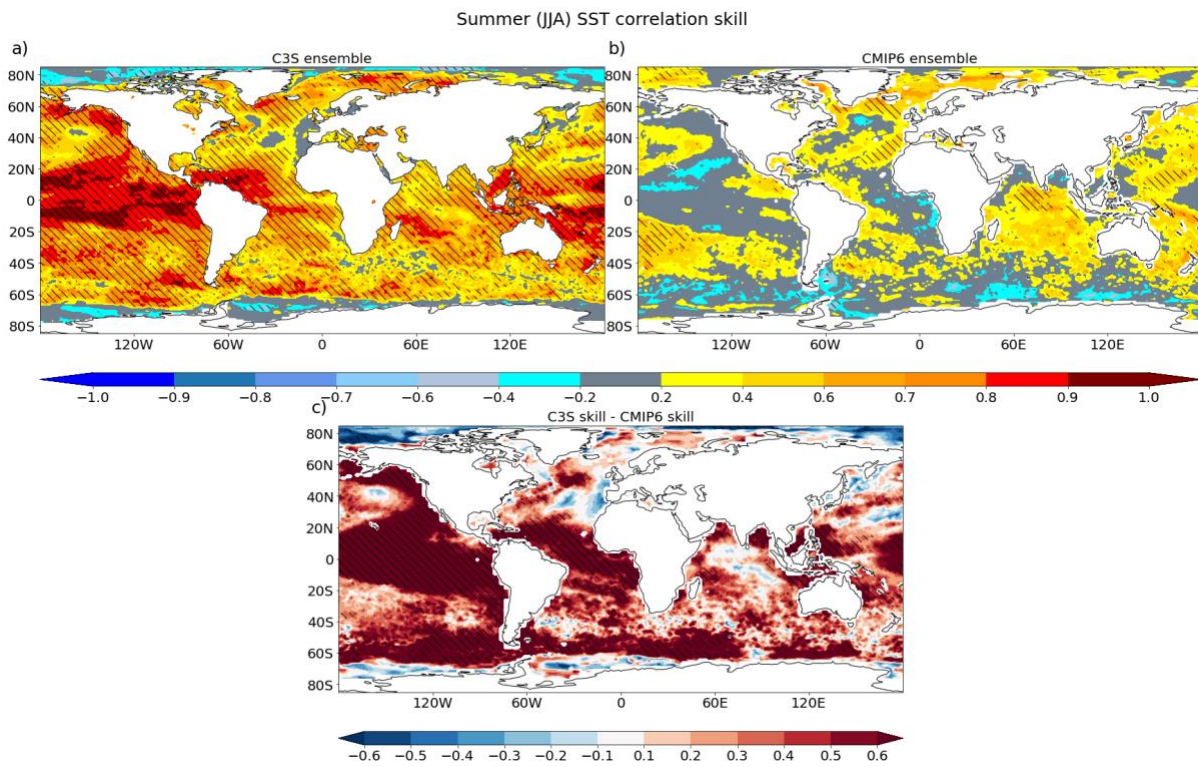 Summer (JJA) SST correlation skill
a)
C3S ensemble
80N
60N
40N
20N
0
20S
40S
60S
80S
120W 60W 0 60E 120E
b)
CMIP6 ensemble
80N
60N
40N
20N
0
20S
40S
60S
80S
120W 60W 0 60E 120E
−1.0 −0.9 −0.8 −0.7 −0.6 −0.4 −0.2 0.2 0.4 0.6 0.7 0.8 0.9 1.0
c)
C3S skill - CMIP6 skill
80N
60N
40N
20N
0
20S
40S
60S
80S
120W 60W 0 60E 120E
−0.6 −0.5 −0.4 −0.3 −0.2 −0.1 0.1 0.2 0.3 0.4 0.5 0.6